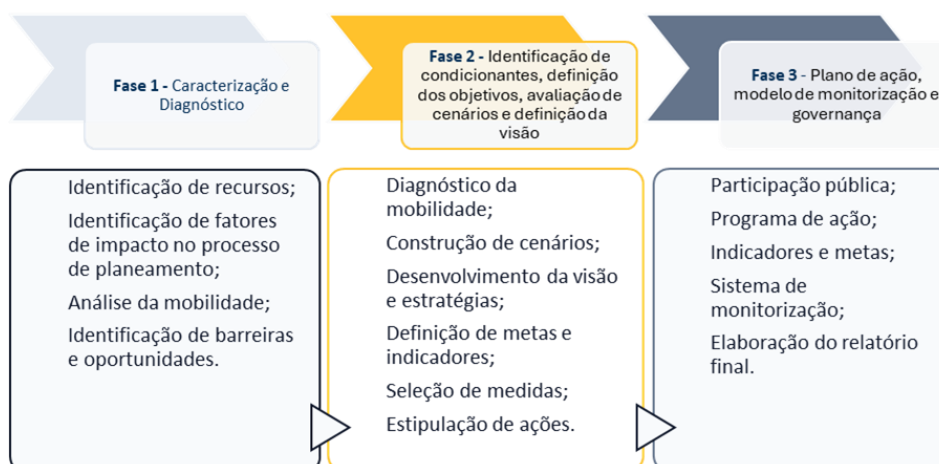 Fase 1 - Caracterização e
Diagnóstico
Fase 2 - Identificação de
condicionantes, definição
dos objetivos, avaliação de
cenários e definição da
visão
Fase 3 - Plano de ação,
modelo de monitorização e
governança
Identificação de recursos;
Identificação de fatores
de impacto no processo
de planeamento;
Análise da mobilidade;
Identificação de barreiras
e oportunidades.
Diagnóstico da
mobilidade;
Construção de cenários;
Desenvolvimento da visão
e estratégias;
Definição de metas e
indicadores;
Seleção de medidas;
Estipulação de ações.
Participação pública;
Programa de ação;
Indicadores e metas;
Sistema de
monitorização;
Elaboração do relatório
final.